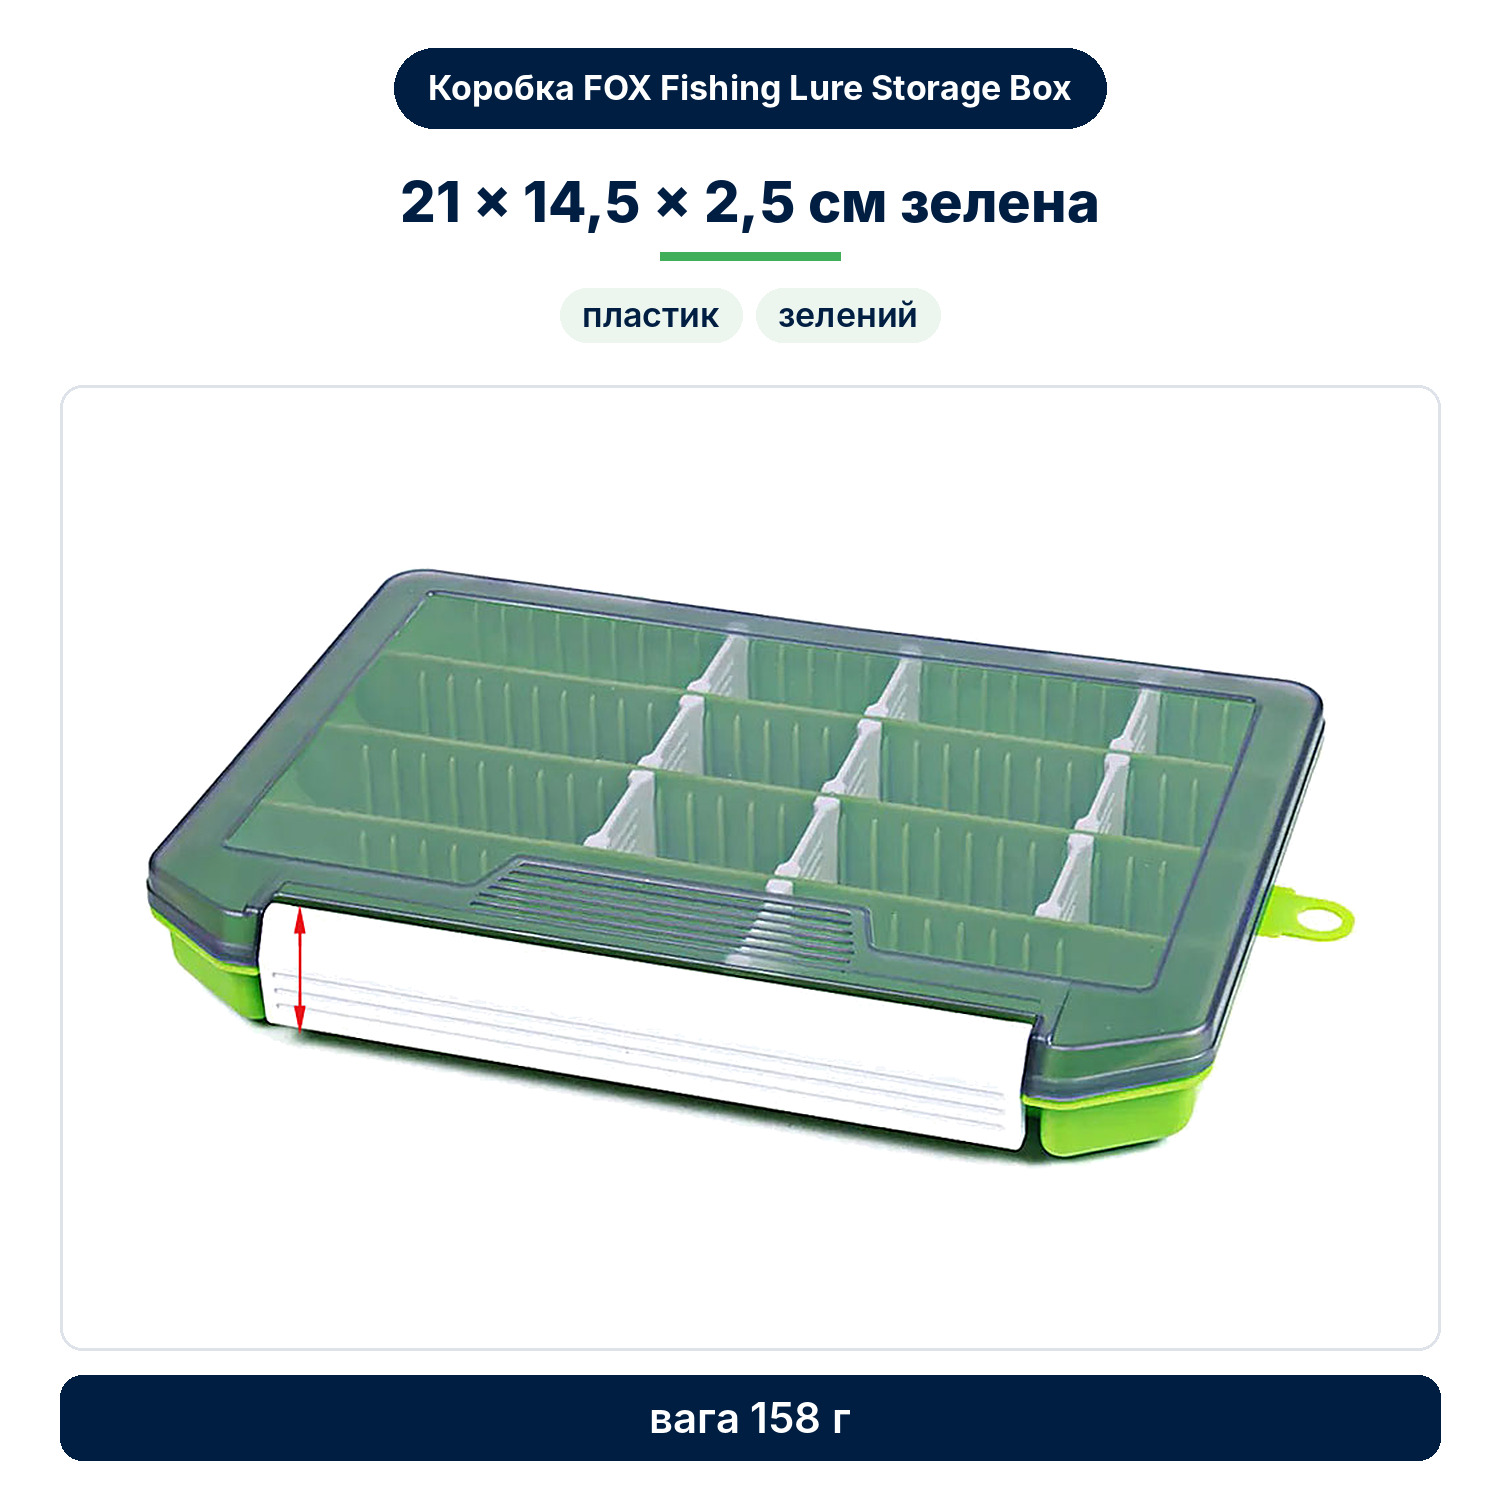 Коробка FOX Fishing Lure Storage Box
21 × 14,5 × 2,5 см зелена
пластик зелений
вага 158 г